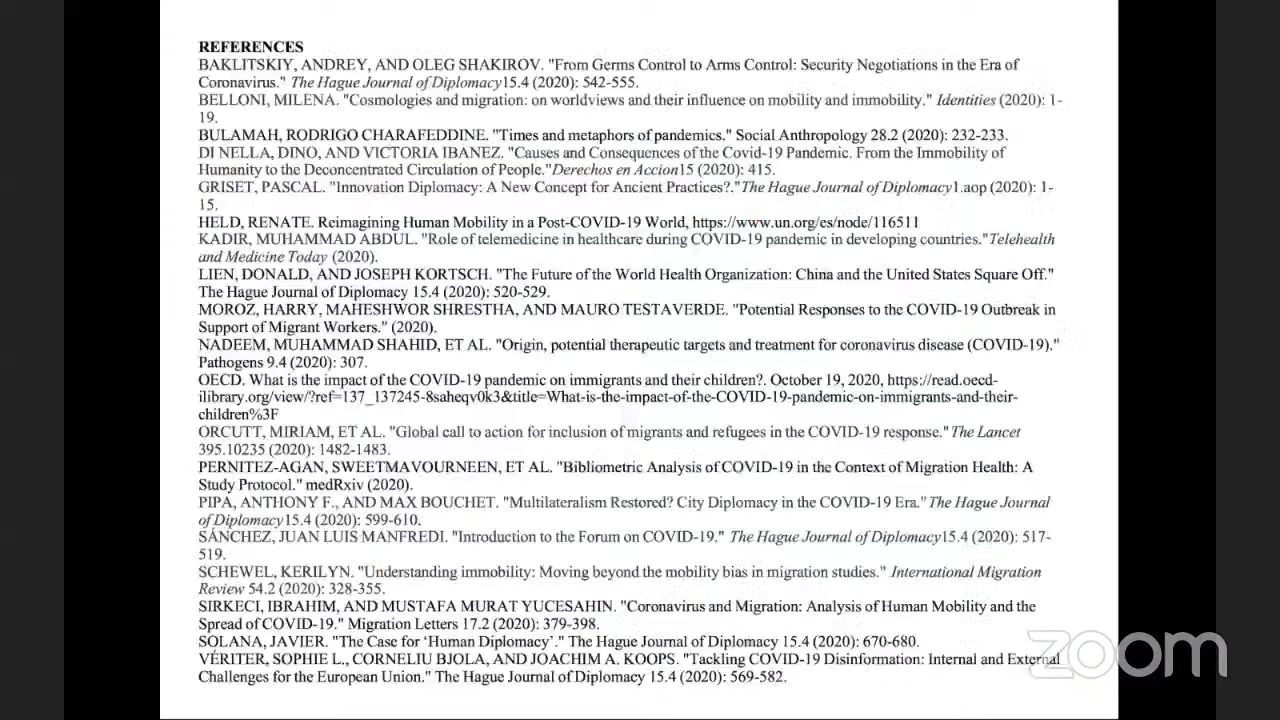 REFERENCES
BAKLITSKIY, ANDREY, AND OLEG SHAKIROV. "From Germs Control to Arms Control: Security Negotiations in the Era of
Coronavirus." The Hague Journal of Diplomacy15.4 (2020): 542-555.
BELLONI, MILENA. "Cosmologies and migration: on worldviews and their influence on mobility and immobility." Identities (2020): 1-
19.
BULAMAH, RODRIGO CHARAFEDDINE. "Times and metaphors of pandemics." Social Anthropology 28.2 (2020): 232-233.
DI NELLA, DINO, AND VICTORIA IBANEZ. "Causes and Consequences of the Covid-19 Pandemic. From the Immobility of
Humanity to the Deconcentrated Circulation of People."Derechos en Accion15 (2020): 415.
GRISET, PASCAL. "Innovation Diplomacy: A New Concept for Ancient Practices?."The Hague Journal of Diplomacy1.aop (2020): 1-
15.
HELD, RENATE. Reimagining Human Mobility in a Post-COVID-19 World, https://www.un.org/es/node/116511
KADIR, MUHAMMAD ABDUL. "Role of telemedicine in healthcare during COVID-19 pandemic in developing countries."Telehealth
and Medicine Today (2020).
LIEN, DONALD, AND JOSEPH KORTSCH. "The Future of the World Health Organization: China and the United States Square Off."
The Hague Journal of Diplomacy 15.4 (2020): 520-529.
MOROZ, HARRY, MAHESHWOR SHRESTHA, AND MAURO TESTAVERDE. "Potential Responses to the COVID-19 Outbreak in
Support of Migrant Workers." (2020).
NADEEM, MUHAMMAD SHAHID, ET AL. "Origin, potential therapeutic targets and treatment for coronavirus disease (COVID-19)."
Pathogens 9.4 (2020): 307.
OECD. What is the impact of the COVID-19 pandemic on immigrants and their children?. October 19, 2020, https://read.oecd-
ilibrary.org/view/?ref=137_137245-8saheqv0k3&title=What-is-the-impact-of-the-COVID-19-pandemic-on-immigrants-and-their-
children%3F
ORCUTT, MIRIAM, ET AL. "Global call to action for inclusion of migrants and refugees in the COVID-19 response." The Lancet
395.10235 (2020): 1482-1483.
PERNITEZ-AGAN, SWEETMAVOURNEEN, ET AL. "Bibliometric Analysis of COVID-19 in the Context of Migration Health: A
Study Protocol." medRxiv (2020).
PIPA, ANTHONY F., AND MAX BOUCHET. "Multilateralism Restored? City Diplomacy in the COVID-19 Era." The Hague Journal
of Diplomacy15.4 (2020): 599-610.
SÁNCHEZ, JUAN LUIS MANFREDI. "Introduction to the Forum on COVID-19." The Hague Journal of Diplomacy15.4 (2020): 517-
519.
SCHEWEL, KERILYN. "Understanding immobility: Moving beyond the mobility bias in migration studies." International Migration
Review 54.2 (2020): 328-355.
SIRKECI, IBRAHIM, AND MUSTAFA MURAT YUCESAHIN. "Coronavirus and Migration: Analysis of Human Mobility and the
Spread of COVID-19." Migration Letters 17.2 (2020): 379-398.
SOLANA, JAVIER. "The Case for ‘Human Diplomacy’." The Hague Journal of Diplomacy 15.4 (2020): 670-680.
VÉRITER, SOPHIE L., CORNELIU BJOLA, AND JOACHIM A. KOOPS. "Tackling COVID-19 Disinformation: Internal and External
Challenges for the European Union." The Hague Journal of Diplomacy 15.4 (2020): 569-582.
zoom